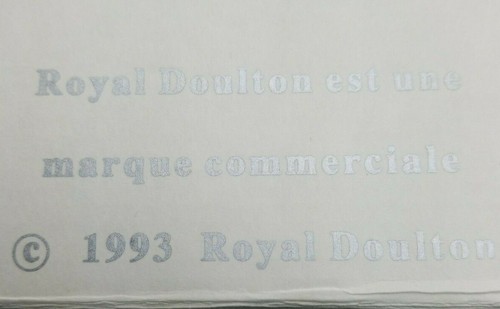 Royal Doulton est une
marque commerciale
© 1993 Royal Doulton